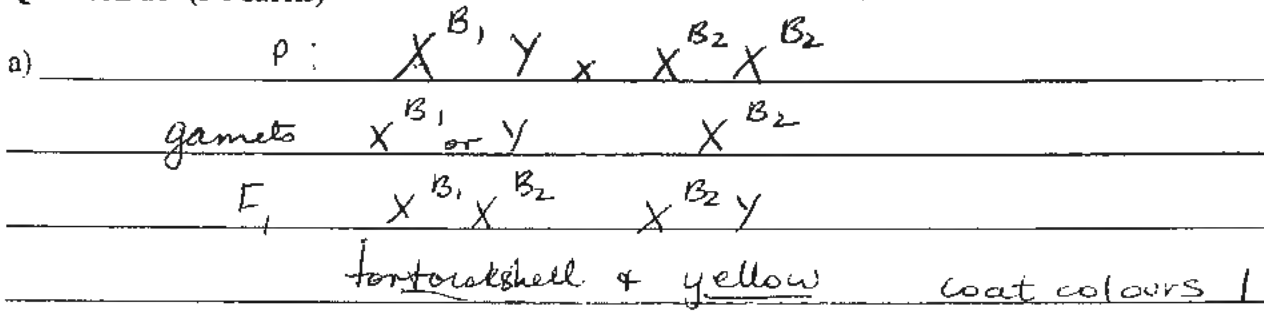 a) P : X^B1 Y x X^B2 X^B2
gamets X^B1 or Y X^B2
F1 X^B1 X^B2 X^B2 Y
tortoiseshell & yellow coat colours 1